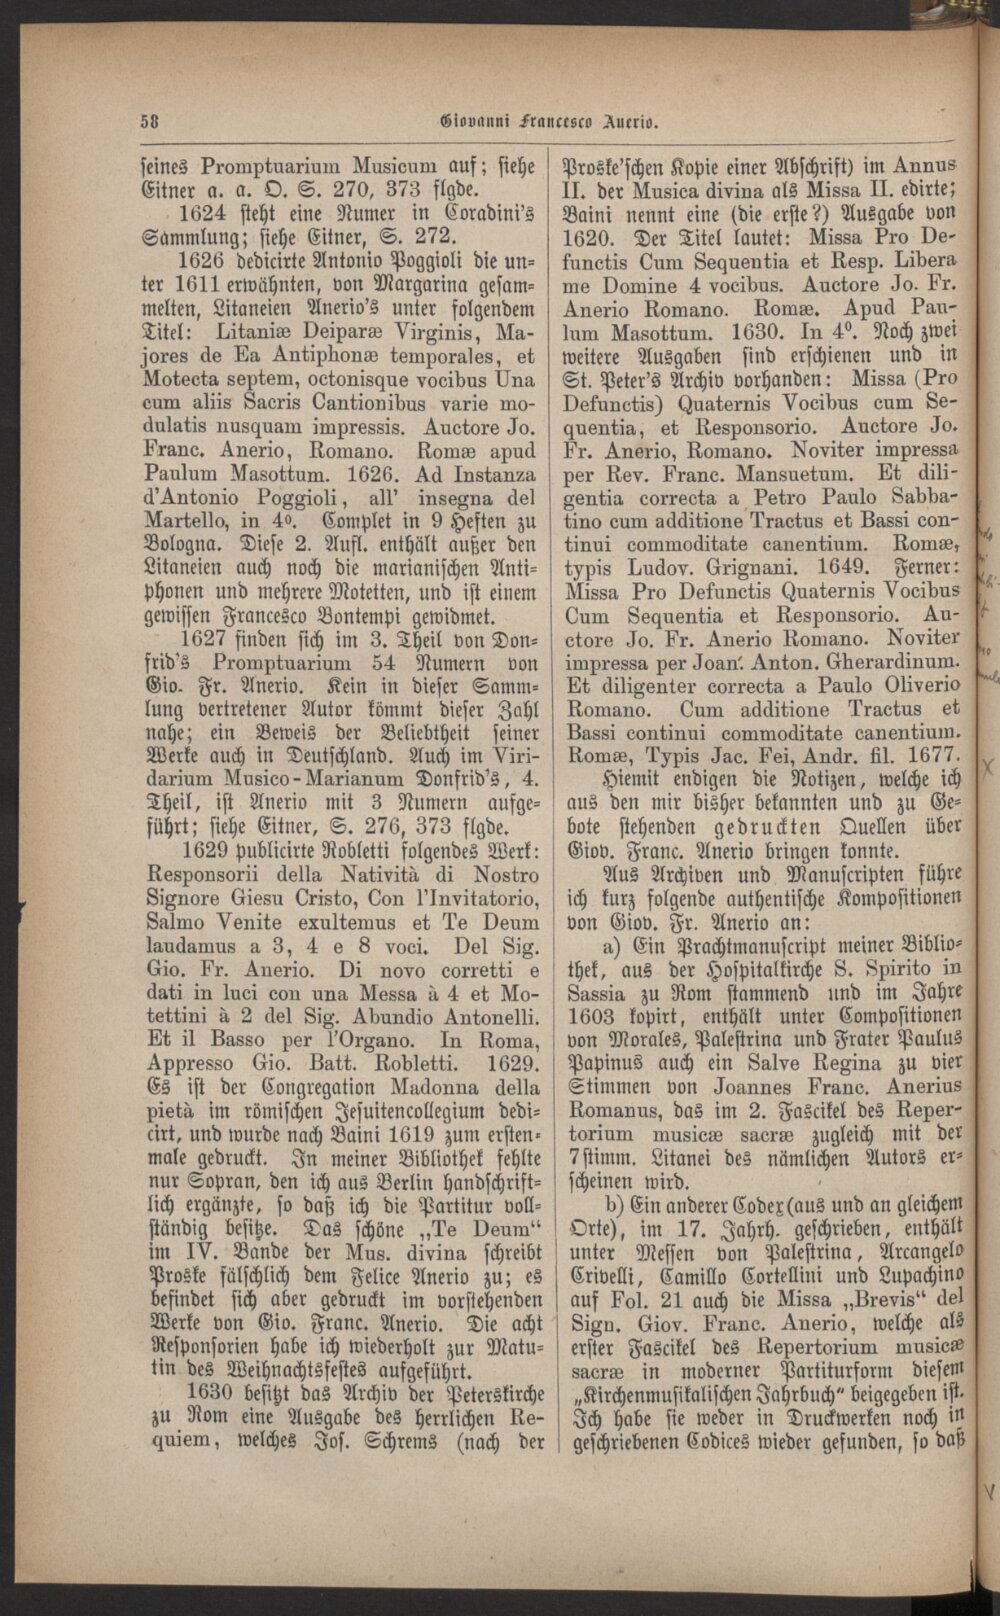 58
Giovanni Francesco Anerio.
seines Promptuarium Musicum auf; siehe
Eitner a. a. O. S. 270, 373 flgde.
1624 steht eine Numer in Coradini's
Sammlung; siehe Eitner, S. 272.
1626 dedicirte Antonio Poggioli die un-
ter 1611 erwähnten, von Margarina gesam-
melten, Litaneien Anerio's unter folgendem
Titel: Litaniæ Deiparæ Virginis, Ma-
jores de Ea Antiphonæ temporales, et
Motecta septem, octonisque vocibus Una
cum aliis Sacris Cantionibus varie mo-
dulatis nusquam impressis. Auctore Jo.
Franc. Anerio, Romano. Romæ apud
Paulum Masottum. 1626. Ad Instanza
d'Antonio Poggioli, all' insegna del
Martello, in 4º. Complet in 9 Heften zu
Bologna. Diese 2. Aufl. enthält außer den
Litaneien auch noch die marianischen Anti-
phonen und mehrere Motetten, und ist einem
gewissen Francesco Bontempi gewidmet.
1627 finden sich im 3. Theil von Don-
frid's Promptuarium 54 Numern von
Gio. Fr. Anerio. Kein in dieser Samm-
lung vertretener Autor kömmt dieser Zahl
nahe; ein Beweis der Beliebtheit seiner
Werke auch in Deutschland. Auch im Viri-
darium Musico-Marianum Donfrid's, 4.
Theil, ist Anerio mit 3 Numern aufge-
führt; siehe Eitner, S. 276, 373 flgde.
1629 publicirte Robletti folgendes Werk:
Responsorii della Natività di Nostro
Signore Giesu Cristo, Con l'Invitatorio,
Salmo Venite exultemus et Te Deum
laudamus a 3, 4 e 8 voci. Del Sig.
Gio. Fr. Anerio. Di novo corretti e
dati in luci con una Messa à 4 et Mo-
tettini à 2 del Sig. Abundio Antonelli.
Et il Basso per l'Organo. In Roma,
Appresso Gio. Batt. Robletti. 1629.
Es ist der Congregation Madonna della
pietà im römischen Jesuitencollegium dedi-
cirt, und wurde nach Baini 1619 zum ersten-
male gedruckt. In meiner Bibliothek fehlte
nur Sopran, den ich aus Berlin handschrift-
lich ergänzte, so daß ich die Partitur voll-
ständig besitze. Das schöne „Te Deum“
im IV. Bande der Mus. divina schreibt
Proske fälschlich dem Felice Anerio zu; es
befindet sich aber gedruckt im vorstehenden
Werke von Gio. Franc. Anerio. Die acht
Responsorien habe ich wiederholt zur Matu-
tin des Weihnachtsfestes aufgeführt.
1630 besitzt das Archiv der Peterskirche
zu Rom eine Ausgabe des herrlichen Re-
quiem, welches Jos. Schrems (nach der
Proske'schen Kopie einer Abschrift) im Annus
II. der Musica divina als Missa II. edirte;
Baini nennt eine (die erste?) Ausgabe von
1620. Der Titel lautet: Missa Pro De-
functis Cum Sequentia et Resp. Libera
me Domine 4 vocibus. Auctore Jo. Fr.
Anerio Romano. Romæ. Apud Pau-
lum Masottum. 1630. In 4º. Noch zwei
weitere Ausgaben sind erschienen und in
St. Peter's Archiv vorhanden: Missa (Pro
Defunctis) Quaternis Vocibus cum Se-
quentia, et Responsorio. Auctore Jo.
Fr. Anerio, Romano. Noviter impressa
per Rev. Franc. Mansuetum. Et dili-
gentia correcta a Petro Paulo Sabba-
tino cum additione Tractus et Bassi con-
tinui commoditate canentium. Romæ,
typis Ludov. Grignani. 1649. Ferner:
Missa Pro Defunctis Quaternis Vocibus
Cum Sequentia et Responsorio. Au-
ctore Jo. Fr. Anerio Romano. Noviter
impressa per Joan. Anton. Gherardinum.
Et diligenter correcta a Paulo Oliverio
Romano. Cum additione Tractus et
Bassi continui commoditate canentium.
Romæ, Typis Jac. Fei, Andr. fil. 1677.
Hiemit endigen die Notizen, welche ich
aus den mir bisher bekannten und zu Ge-
bote stehenden gedruckten Quellen über
Giov. Franc. Anerio bringen konnte.
Aus Archiven und Manuscripten führe
ich kurz folgende authentische Kompositionen
von Giov. Fr. Anerio an:
a) Ein Prachtmanuscript meiner Biblio-
thek, aus der Hospitalkirche S. Spirito in
Sassia zu Rom stammend und im Jahre
1603 kopirt, enthält unter Compositionen
von Morales, Palestrina und Frater Paulus
Papinus auch ein Salve Regina zu vier
Stimmen von Joannes Franc. Anerius
Romanus, das im 2. Fascikel des Reper-
torium musicæ sacræ zugleich mit der
7stimm. Litanei des nämlichen Autors er-
scheinen wird.
b) Ein anderer Codex (aus und an gleichem
Orte), im 17. Jahrh. geschrieben, enthält
unter Messen von Palestrina, Arcangelo
Crivelli, Camillo Cortellini und Lupachino
auf Fol. 21 auch die Missa „Brevis“ del
Sign. Giov. Franc. Anerio, welche als
erster Fascikel des Repertorium musicæ
sacræ in moderner Partiturform diesem
„Kirchenmusikalischen Jahrbuch“ beigegeben ist.
Ich habe sie weder in Druckwerken noch in
geschriebenen Codices wieder gefunden, so daß